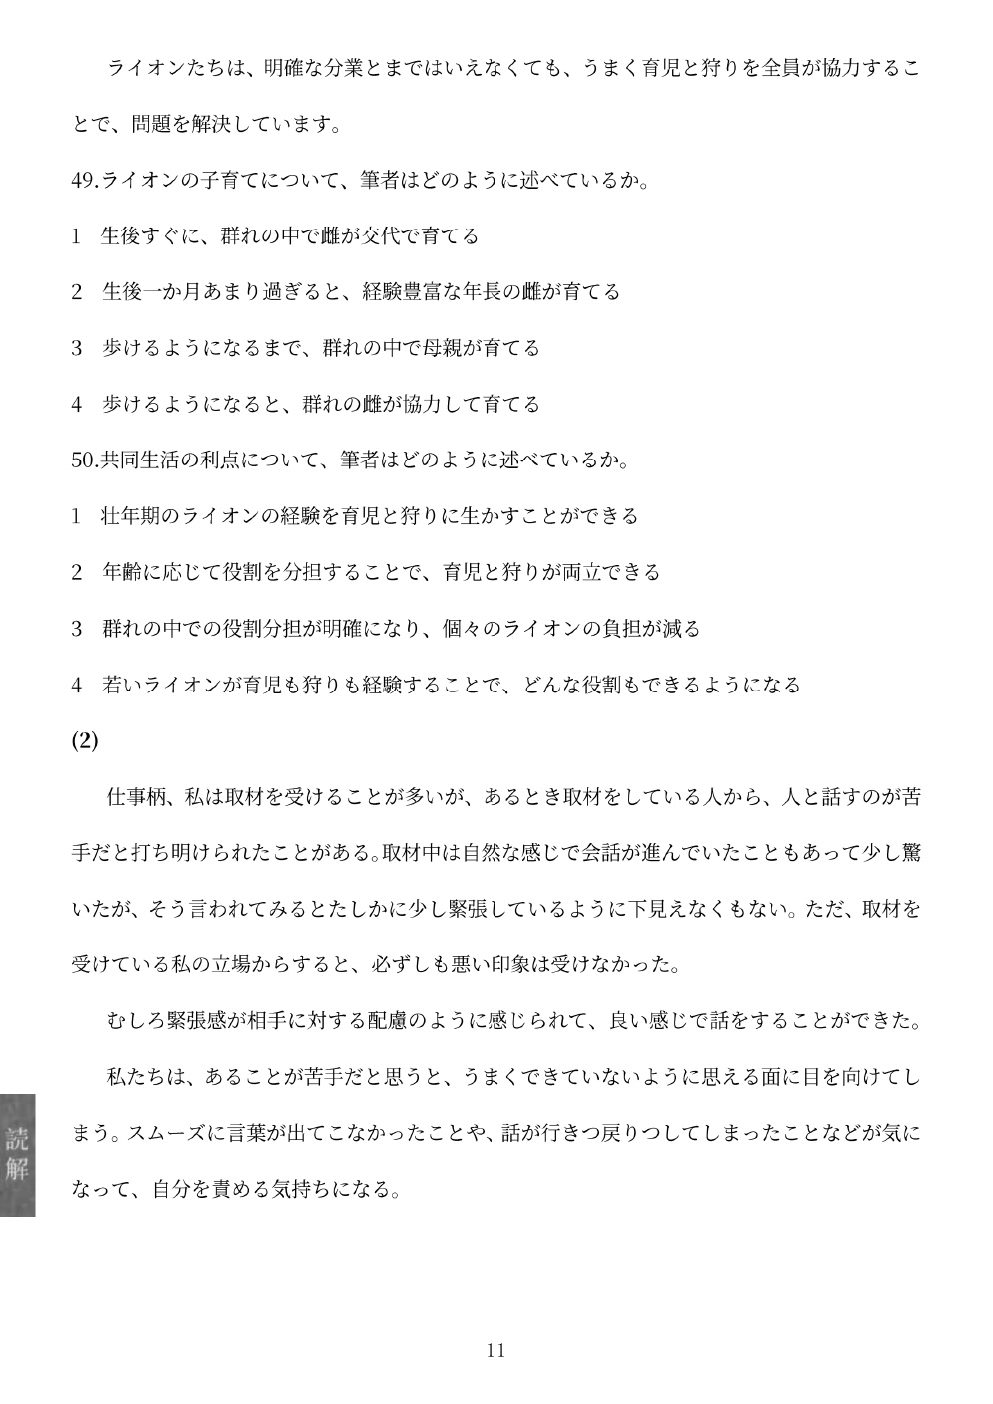 ライオンたちは、明確な分業とまではいえなくても、うまく育児と狩りを全員が協力するこ
とで、問題を解決しています。
49.ライオンの子育てについて、筆者はどのように述べているか。
1　生後すぐに、群れの中で雌が交代で育てる
2　生後一か月あまり過ぎると、経験豊富な年長の雌が育てる
3　歩けるようになるまで、群れの中で母親が育てる
4　歩けるようになると、群れの雌が協力して育てる
50.共同生活の利点について、筆者はどのように述べているか。
1　壮年期のライオンの経験を育児と狩りに生かすことができる
2　年齢に応じて役割を分担することで、育児と狩りが両立できる
3　群れの中での役割分担が明確になり、個々のライオンの負担が減る
4　若いライオンが育児も狩りも経験することで、どんな役割もできるようになる
(2)
仕事柄、私は取材を受けることが多いが、あるとき取材をしている人から、人と話すのが苦
手だと打ち明けられたことがある。取材中は自然な感じで会話が進んでいたこともあって少し驚
いたが、そう言われてみるとたしかに少し緊張しているように下見えなくもない。ただ、取材を
受けている私の立場からすると、必ずしも悪い印象は受けなかった。
むしろ緊張感が相手に対する配慮のように感じられて、良い感じで話をすることができた。
私たちは、あることが苦手だと思うと、うまくできていないように思える面に目を向けてし
まう。スムーズに言葉が出てこなかったことや、話が行きつ戻りつしてしまったことなどが気に
なって、自分を責める気持ちになる。
読解
11